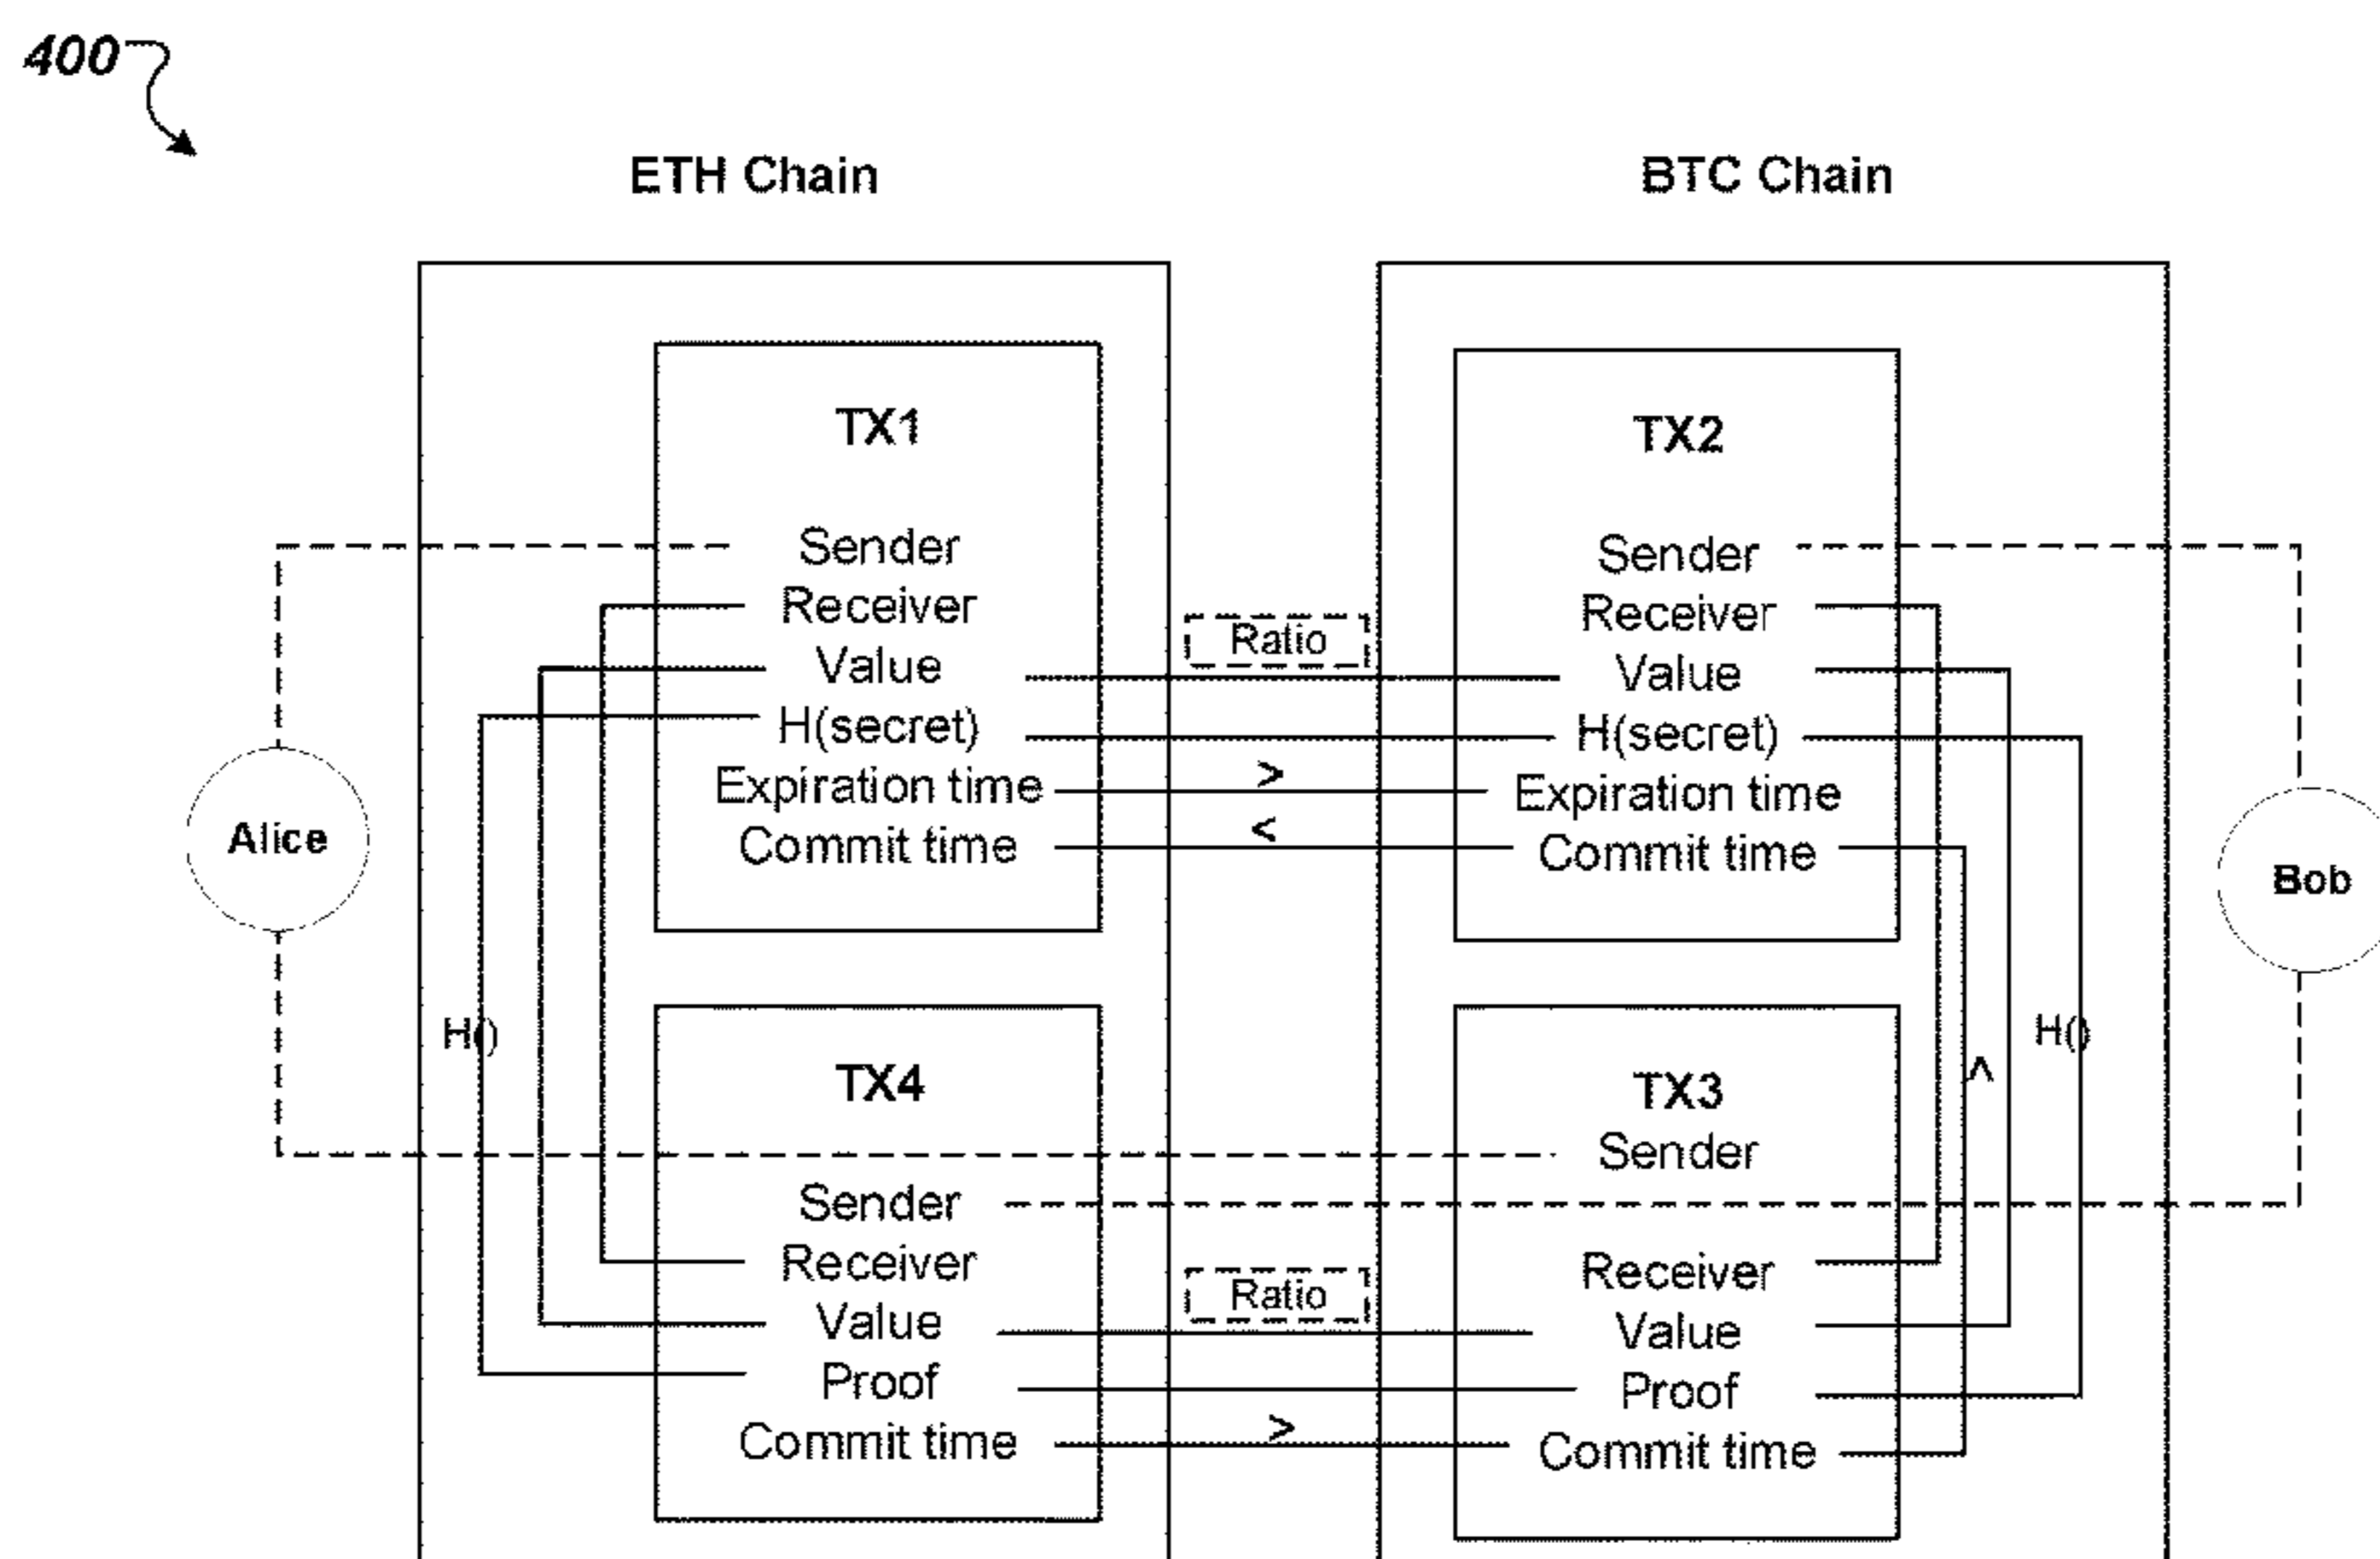 400
ETH Chain
BTC Chain
TX1
Sender
Receiver
Value
H(secret)
Expiration time
Commit time
TX2
Sender
Receiver
Value
H(secret)
Expiration time
Commit time
Ratio
>
<
Alice
Bob
H()
H()
^
TX4
Sender
Receiver
Value
Proof
Commit time
TX3
Sender
Receiver
Value
Proof
Commit time
Ratio
>